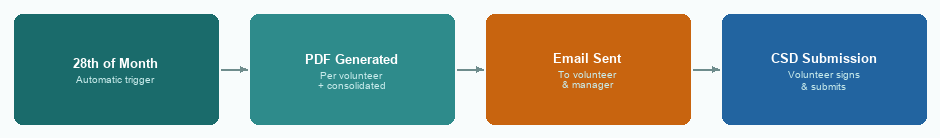 28th of Month
Automatic trigger
PDF Generated
Per volunteer
+ consolidated
Email Sent
To volunteer
& manager
CSD Submission
Volunteer signs
& submits